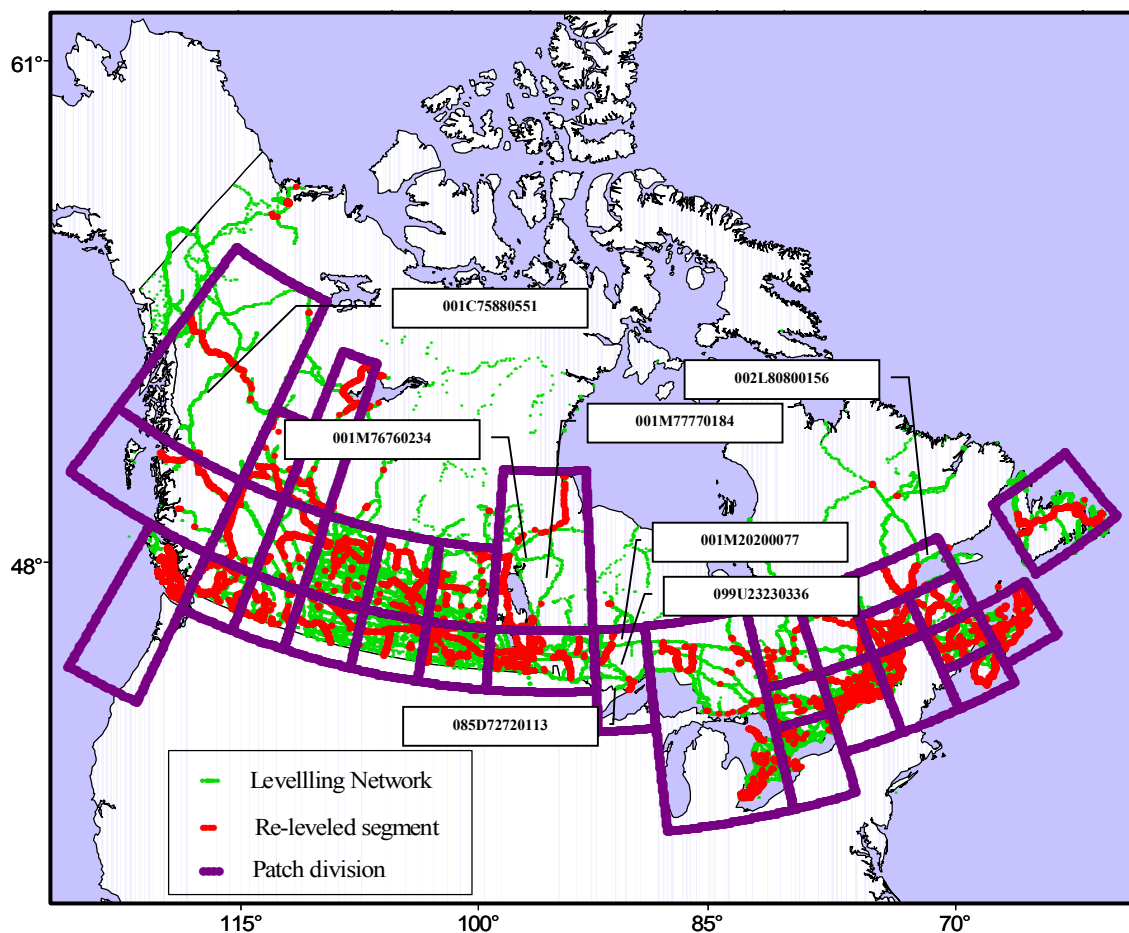 61°
001C75880551
002L80800156
001M77770184
001M76760234
001M20200077
48°
099U23230336
085D72720113
Levellling Network
Re-leveled segment
Patch division
115°
100°
85°
70°